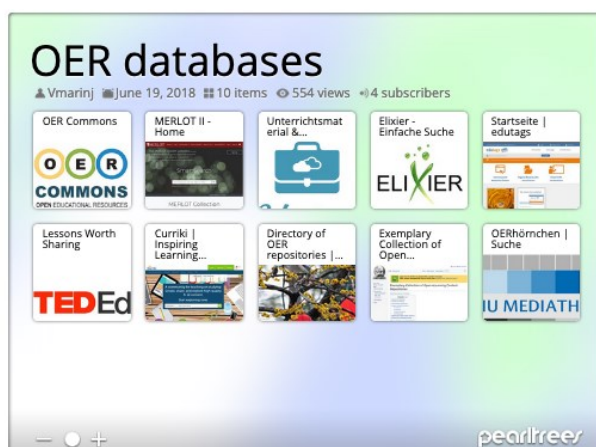 OER databases
Vmarinj June 19, 2018 10 items 554 views 4 subscribers
OER Commons
OER
COMMONS
OPEN EDUCATIONAL RESOURCES
MERLOT II -
Home
MERLOT Collection
Unterrichtsmat
erial &...
Elixier -
Einfache Suche
ELIXIER
Startseite |
edutags
Lessons Worth
Sharing
TEDEd
Curriki |
Inspiring
Learning...
Directory of
OER
repositories |...
Exemplary
Collection of
Open...
OERhörnchen |
Suche
IU MEDIATH
pearltrees